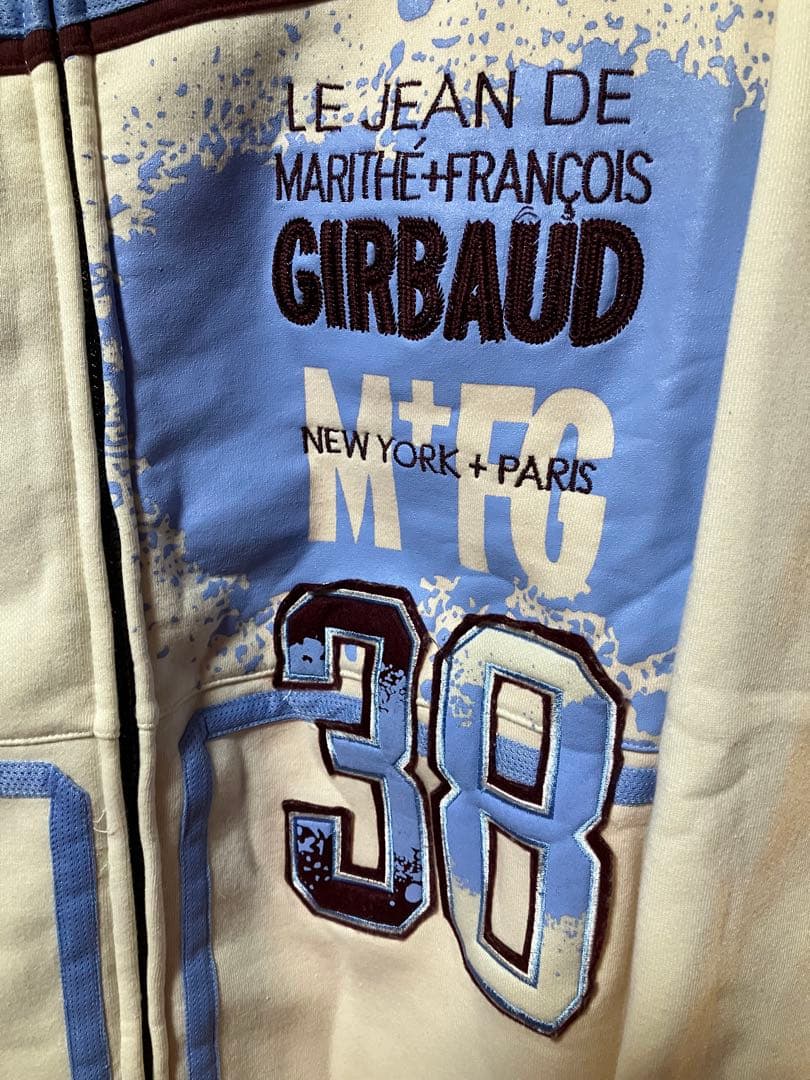 LE JEAN DE
MARITHÉ+FRANÇOIS
GIRBAUD
M+FG
NEW YORK + PARIS
38